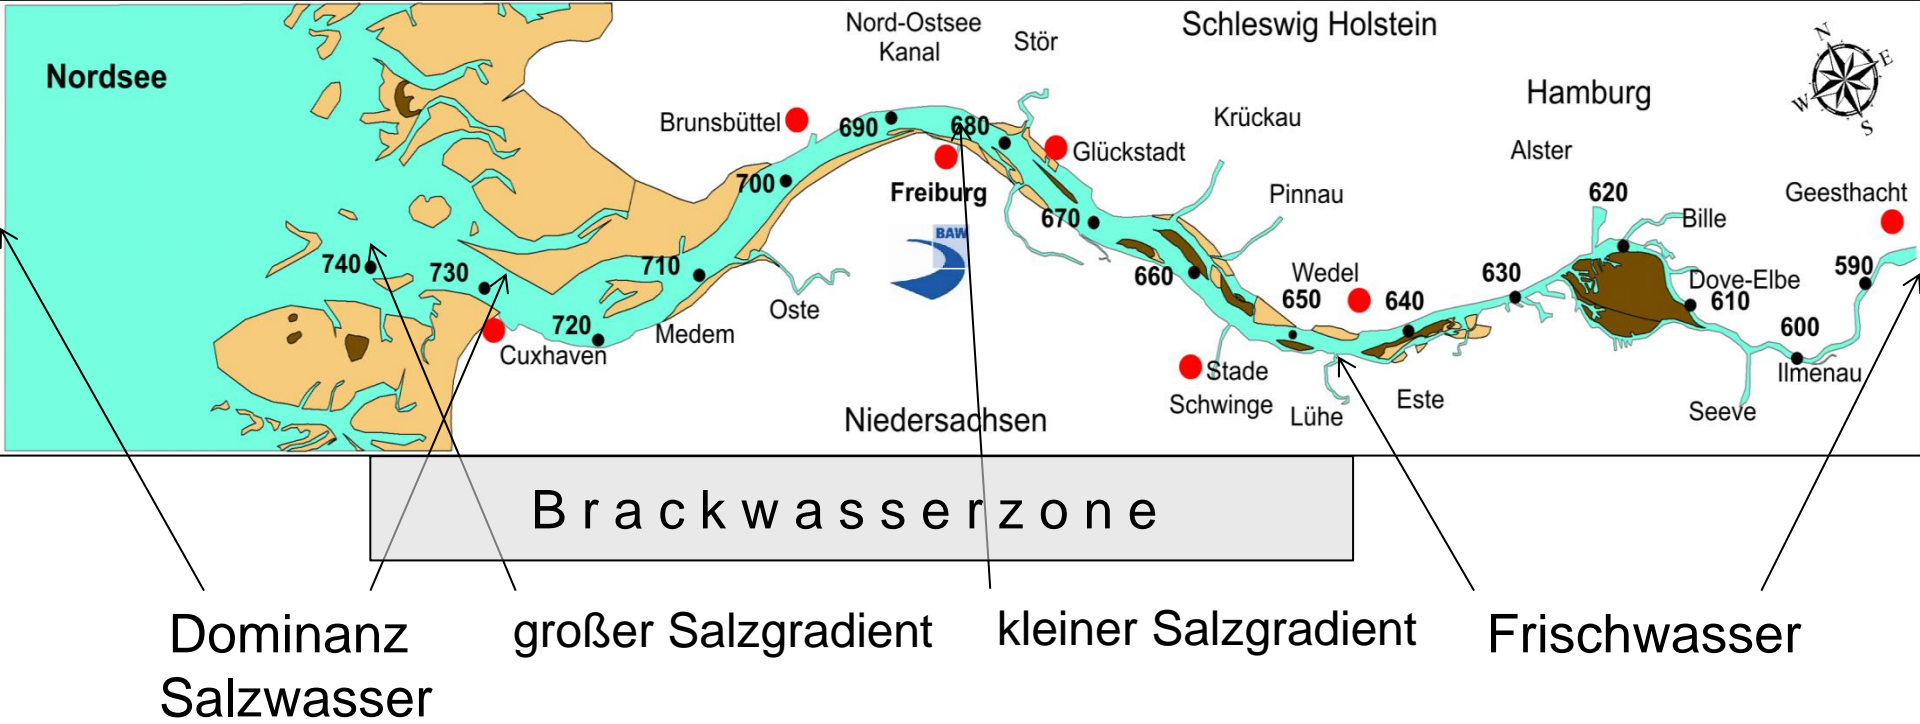 Nord-Ostsee
Kanal
Stör
Schleswig Holstein
N
E
W
S
Nordsee
Hamburg
Brunsbüttel
690
680
Krückau
Glückstadt
Alster
700
Freiburg
Pinnau
620
Geesthacht
670
Bille
BAW
740
730
710
660
Wedel
630
590
Dove-Elbe
650
640
610
Oste
720
Medem
600
Cuxhaven
Stade
Ilmenau
Schwinge
Este
Niedersachsen
Lühe
Seeve
Brackwasserzone
Dominanz
Salzwasser
großer Salzgradient
kleiner Salzgradient
Frischwasser